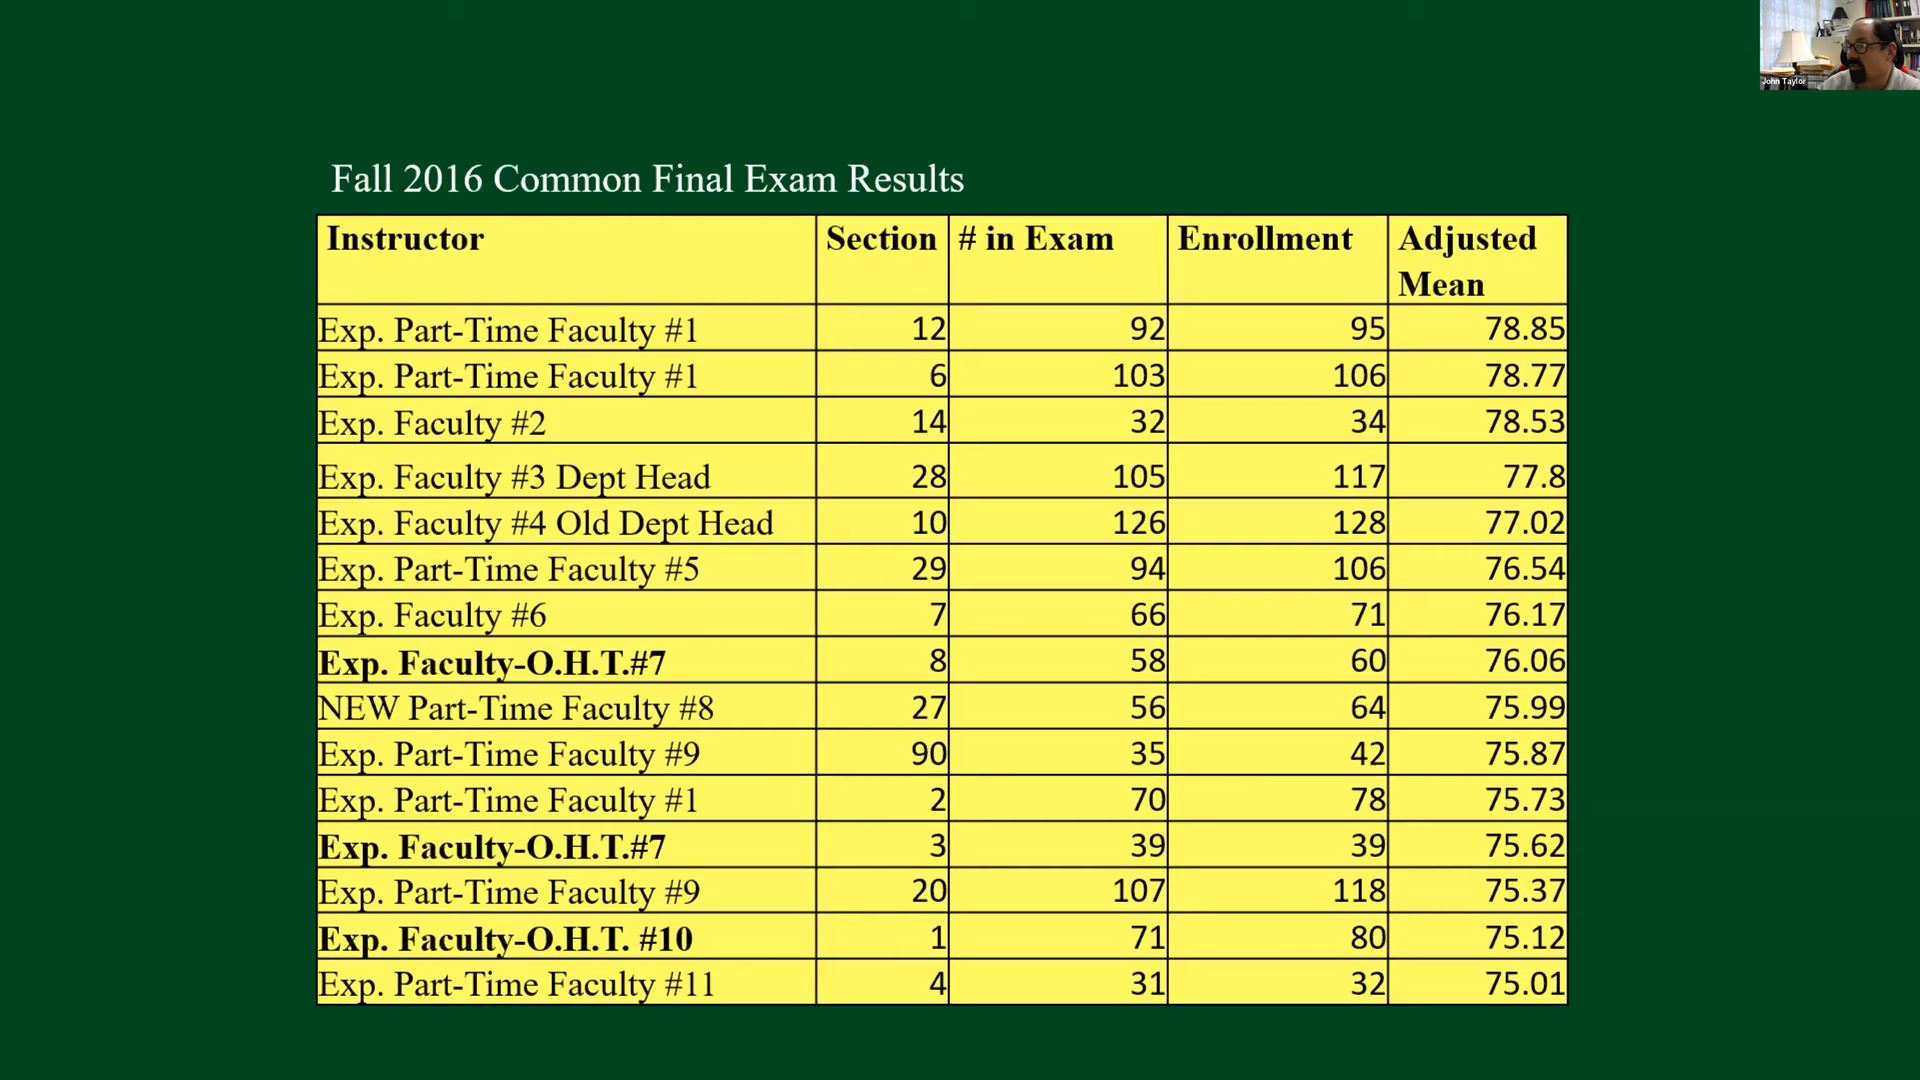 John Taylor
Fall 2016 Common Final Exam Results
Instructor Section # in Exam Enrollment Adjusted
Mean
Exp. Part-Time Faculty #1 12 92 95 78.85
Exp. Part-Time Faculty #1 6 103 106 78.77
Exp. Faculty #2 14 32 34 78.53
Exp. Faculty #3 Dept Head 28 105 117 77.8
Exp. Faculty #4 Old Dept Head 10 126 128 77.02
Exp. Part-Time Faculty #5 29 94 106 76.54
Exp. Faculty #6 7 66 71 76.17
Exp. Faculty-O.H.T.#7 8 58 60 76.06
NEW Part-Time Faculty #8 27 56 64 75.99
Exp. Part-Time Faculty #9 90 35 42 75.87
Exp. Part-Time Faculty #1 2 70 78 75.73
Exp. Faculty-O.H.T.#7 3 39 39 75.62
Exp. Part-Time Faculty #9 20 107 118 75.37
Exp. Faculty-O.H.T. #10 1 71 80 75.12
Exp. Part-Time Faculty #11 4 31 32 75.01